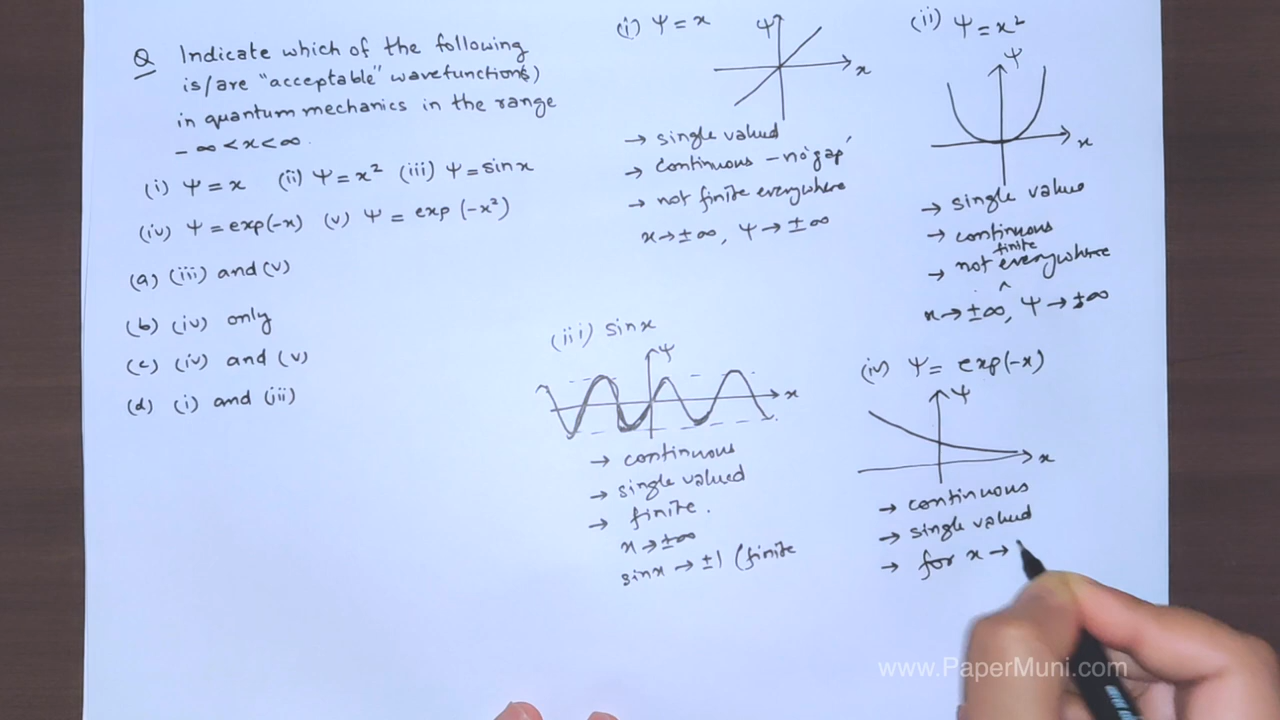 Q Indicate which of the following
is/are "acceptable" wavefunction(s)
in quantum mechanics in the range
- ∞ < x < ∞.
(i) Ψ = x (ii) Ψ = x² (iii) Ψ = sin x
(iv) Ψ = exp(-x) (v) Ψ = exp (-x²)
(a) (iii) and (v)
(b) (iv) only
(c) (iv) and (v)
(d) (i) and (iii)
(i) Ψ = x
Ψ
x
→ single valued
→ continuous - no 'gap'
→ not finite everywhere
x → ±∞, Ψ → ±∞
(ii) Ψ = x²
Ψ
x
→ single value
→ continuous
→ not finite everywhere
x → ±∞, Ψ → ±∞
(iii) sin x
Ψ
x
→ continuous
→ single valued
→ finite.
x → ±∞
sin x → ±1 (finite
(iv) Ψ = exp(-x)
Ψ
x
→ continuous
→ single valued
→ for x →
www.PaperMuni.com